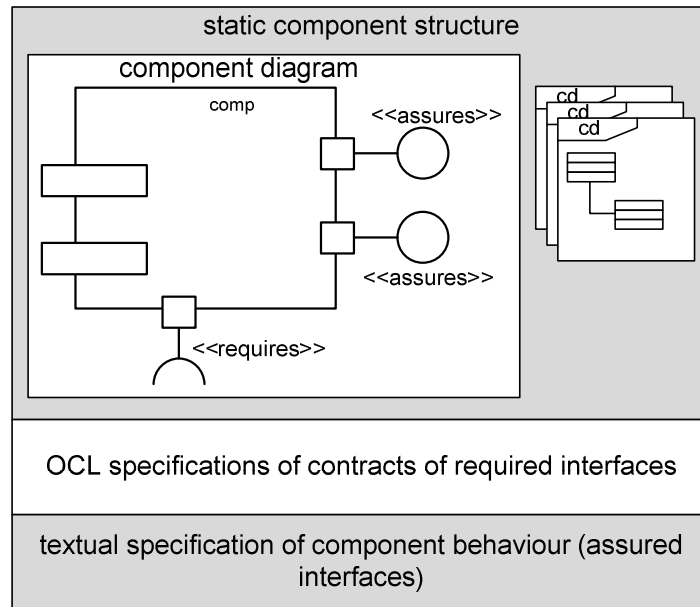 static component structure
component diagram
comp
<<assures>>
<<assures>>
<<requires>>
cd
cd
cd
OCL specifications of contracts of required interfaces
textual specification of component behaviour (assured
interfaces)